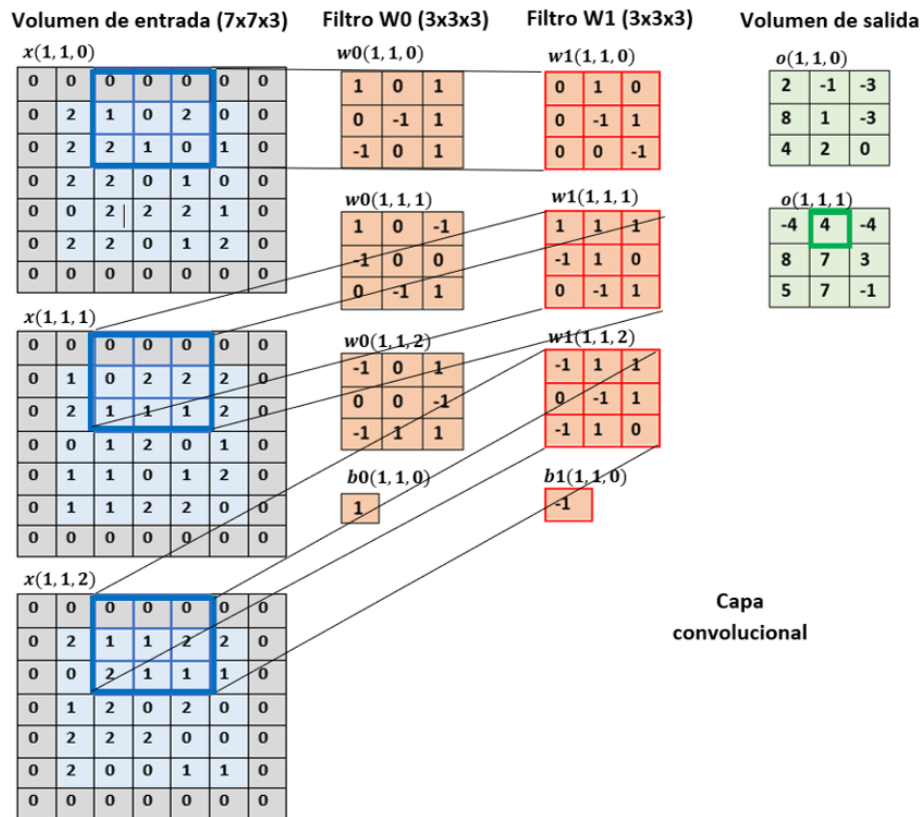 Volumen de entrada (7x7x3)
Filtro W0 (3x3x3)
Filtro W1 (3x3x3)
Volumen de salida
x(1,1,0)
0 0 0 0 0 0 0
0 2 1 0 2 0 0
0 2 2 1 0 1 0
0 2 2 0 1 0 0
0 0 2 2 2 1 0
0 2 2 0 1 2 0
0 0 0 0 0 0 0
x(1,1,1)
0 0 0 0 0 0 0
0 1 0 2 2 2 0
0 2 1 1 1 2 0
0 0 1 2 0 1 0
0 1 1 0 1 2 0
0 1 1 2 2 0 0
0 0 0 0 0 0 0
x(1,1,2)
0 0 0 0 0 0 0
0 2 1 1 2 2 0
0 0 2 1 1 1 0
0 1 2 0 2 0 0
0 2 2 2 0 0 0
0 2 0 0 1 1 0
0 0 0 0 0 0 0
w0(1,1,0)
1 0 1
0 -1 1
-1 0 1
w0(1,1,1)
1 0 -1
-1 0 0
0 -1 1
w0(1,1,2)
-1 0 1
0 0 -1
-1 1 1
b0(1,1,0)
1
w1(1,1,0)
0 1 0
0 -1 1
0 0 -1
w1(1,1,1)
1 1 1
-1 1 0
0 -1 1
w1(1,1,2)
-1 1 1
0 -1 1
-1 1 0
b1(1,1,0)
-1
o(1,1,0)
2 -1 -3
8 1 -3
4 2 0
o(1,1,1)
-4 4 -4
8 7 3
5 7 -1
Capa
convolucional